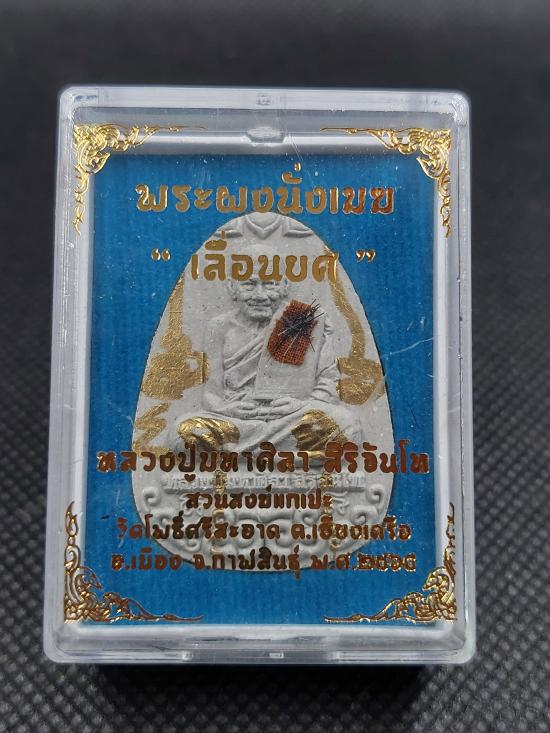 พระผงนั่งเมฆ
“ เลื่อนยศ ”
หลวงปู่มหาศิลา สิริจันโท
สวนสงฆ์แกเปะ
วัดโพธิ์ศรีสะอาด ต.เชียงเครือ
อ.เมือง จ.กาฬสินธุ์ พ.ศ.๒๕๖๔